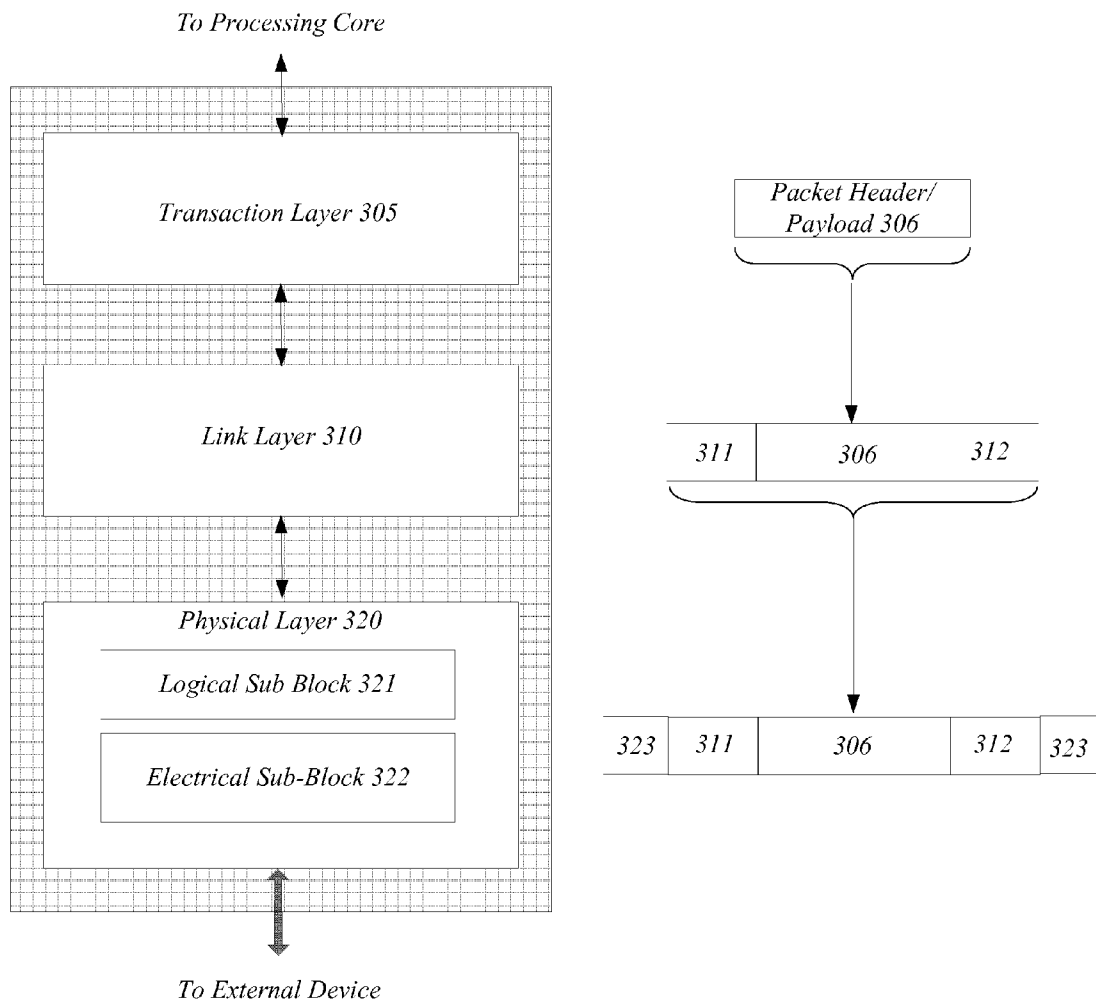 To Processing Core
Transaction Layer 305
Packet Header/
Payload 306
Link Layer 310
311 306 312
Physical Layer 320
Logical Sub Block 321
Electrical Sub-Block 322
323 311 306 312 323
To External Device